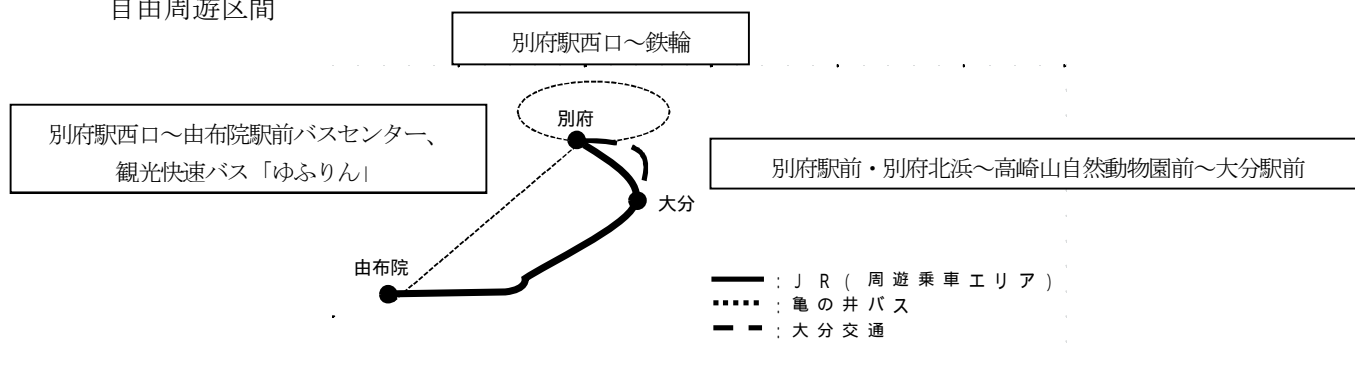 自由周遊区間
別府駅西口～鉄輪
別府駅西口～由布院駅前バスセンター、
観光快速バス「ゆふりん」
別府
別府駅前・別府北浜～高崎山自然動物園前～大分駅前
大分
由布院
：ＪＲ（周遊乗車エリア）
：亀の井バス
：大分交通